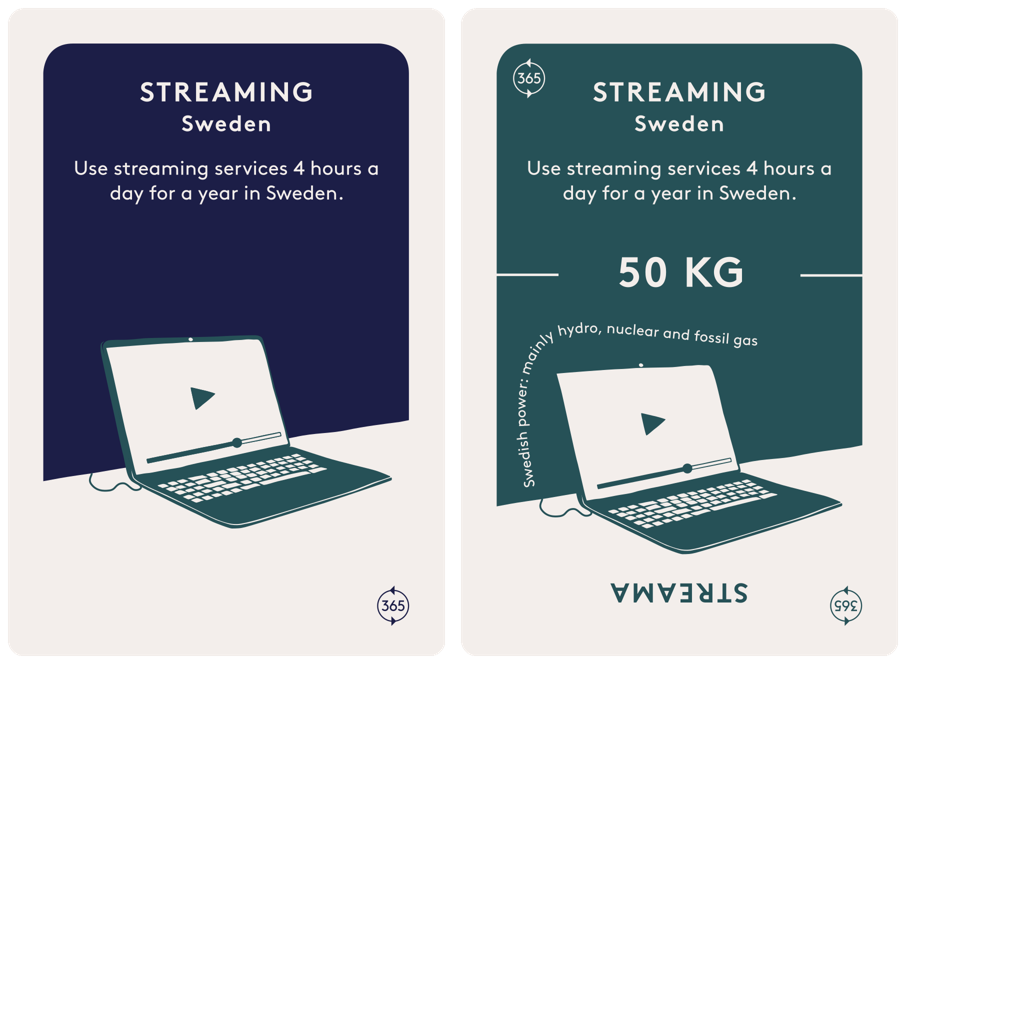 STREAMING
Sweden
Use streaming services 4 hours a
day for a year in Sweden.
365
365
STREAMING
Sweden
Use streaming services 4 hours a
day for a year in Sweden.
50 KG
Swedish power: mainly hydro, nuclear and fossil gas
STREAMA
365